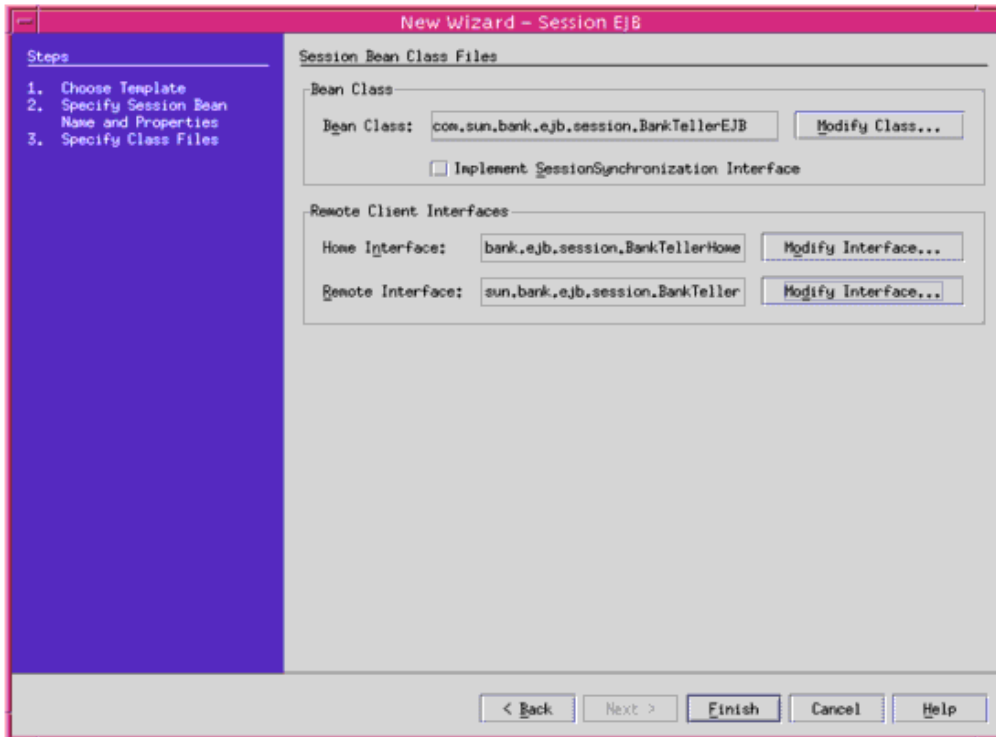 New Wizard – Session EJB
Steps
1. Choose Template
2. Specify Session Bean
Name and Properties
3. Specify Class Files
Session Bean Class Files
Bean Class
Bean Class: com.sun.bank.ejb.session.BankTellerEJB Modify Class...
Implement SessionSynchronization Interface
Remote Client Interfaces
Home Interface: bank.ejb.session.BankTellerHome Modify Interface...
Remote Interface: sun.bank.ejb.session.BankTeller Modify Interface...
< Back Next > Finish Cancel Help